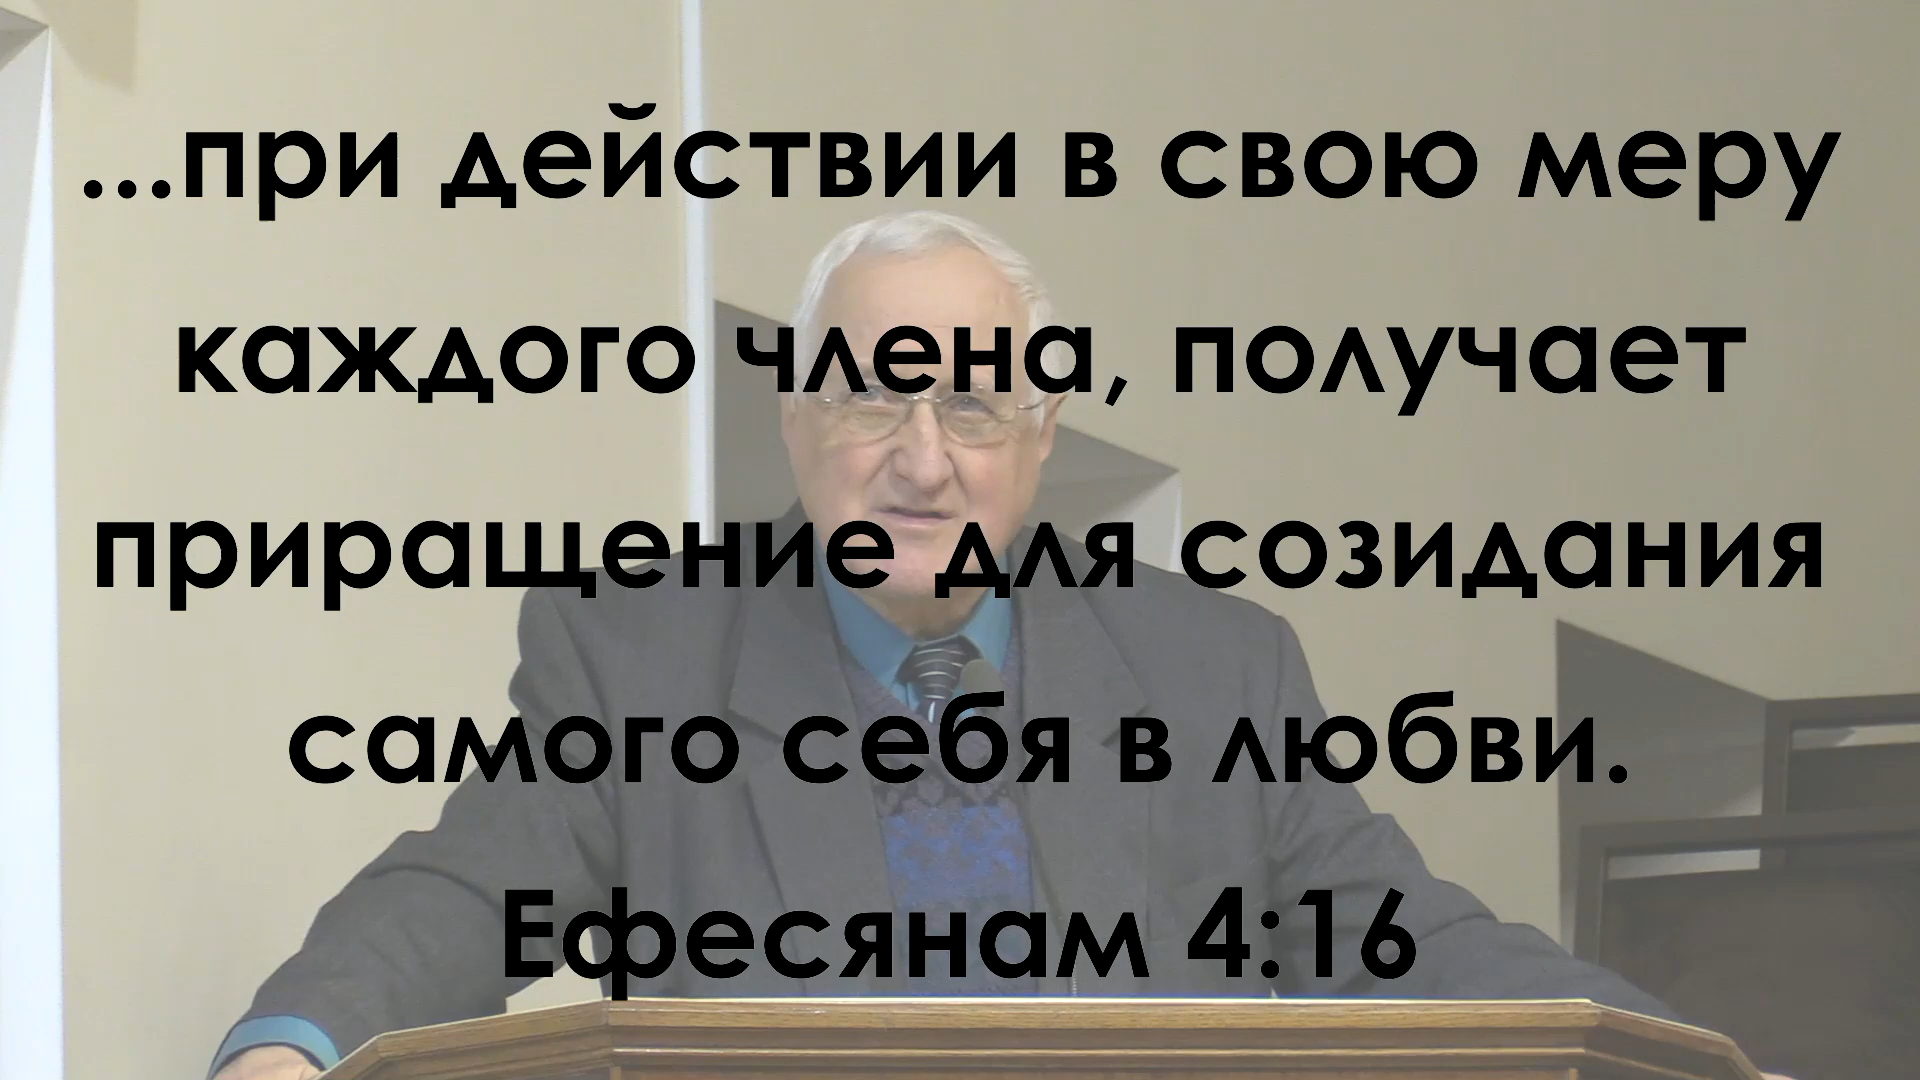 ...при действии в свою меру
каждого члена, получает
приращение для созидания
самого себя в любви.
Ефесянам 4:16